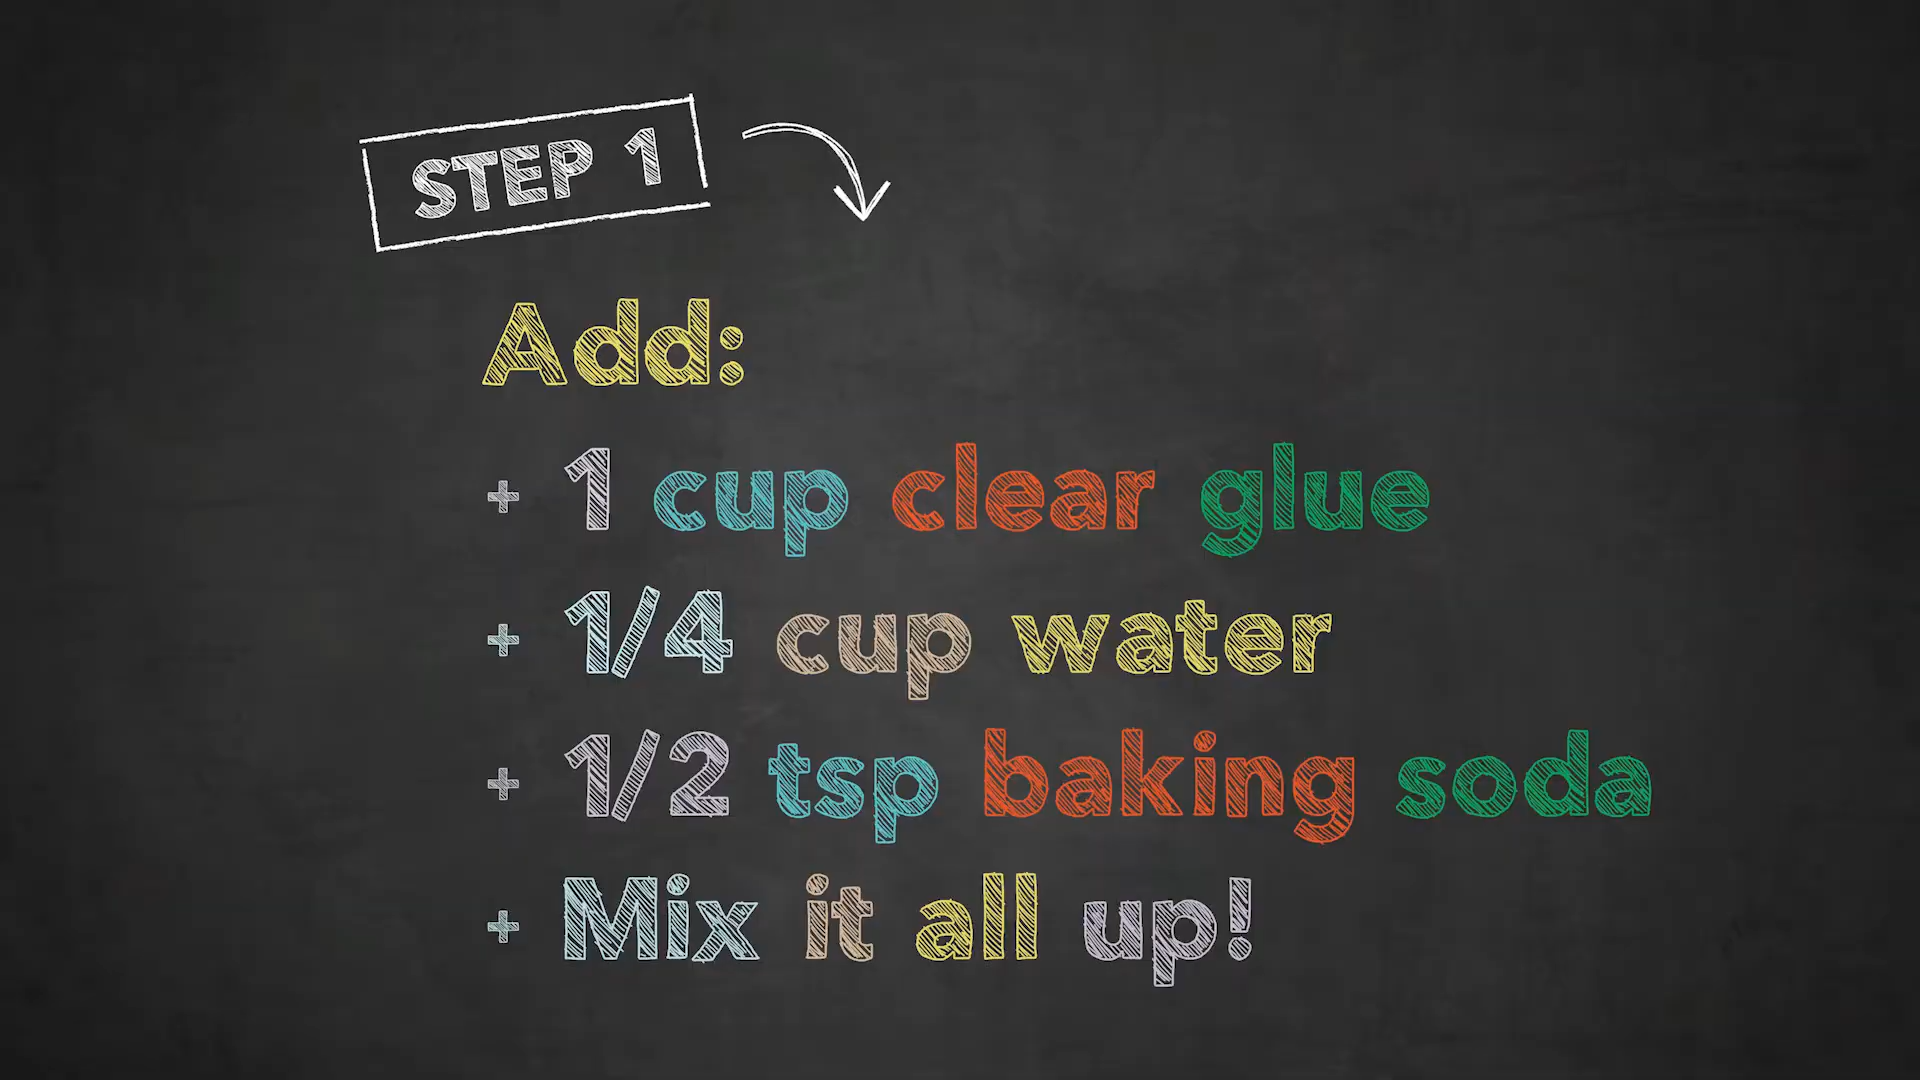 STEP 1
Add:
+ 1 cup clear glue
+ 1/4 cup water
+ 1/2 tsp baking soda
+ Mix it all up!